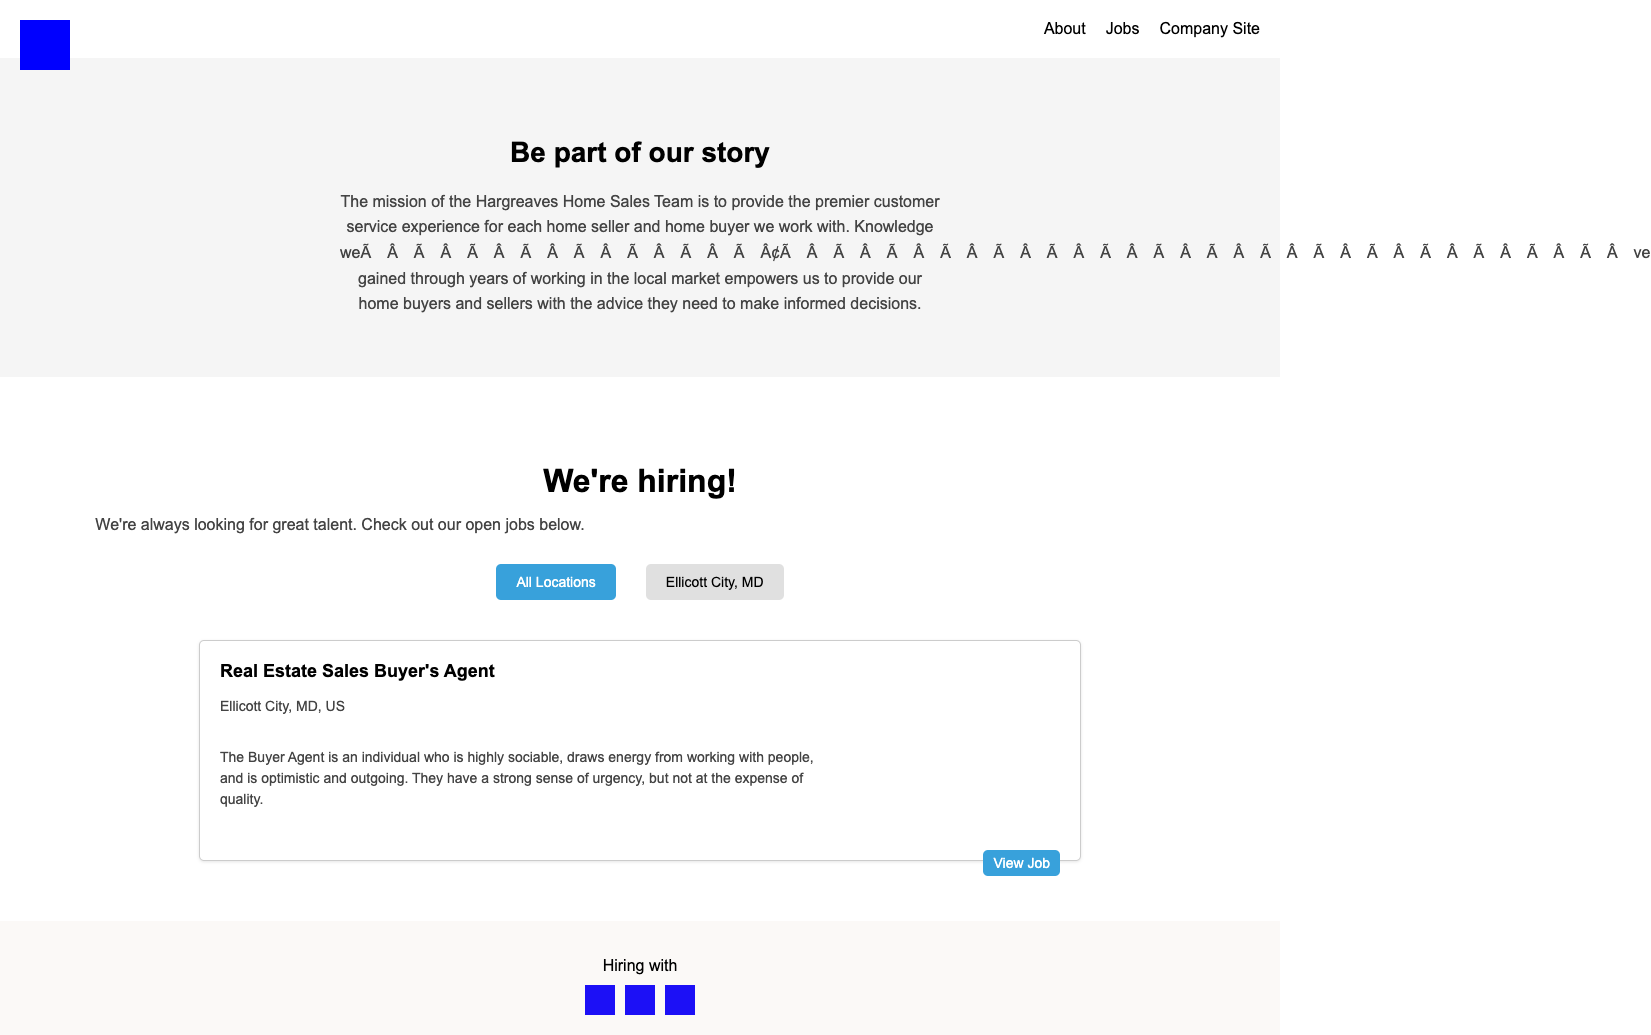 About Jobs Company Site
Be part of our story
The mission of the Hargreaves Home Sales Team is to provide the premier customer
service experience for each home seller and home buyer we work with. Knowledge
weÃ Â Ã Â Ã Â Ã Â Ã Â Ã Â Ã Â Ã Â¢Ã Â Ã Â Ã Â Ã Â Ã Â Ã Â Ã Â Ã Â Ã Â Ã Â Ã Â Ã Â Ã Â Ã Â Ã Â Ã Â ve
gained through years of working in the local market empowers us to provide our
home buyers and sellers with the advice they need to make informed decisions.
We're hiring!
We're always looking for great talent. Check out our open jobs below.
All Locations Ellicott City, MD
Real Estate Sales Buyer's Agent
Ellicott City, MD, US
The Buyer Agent is an individual who is highly sociable, draws energy from working with people,
and is optimistic and outgoing. They have a strong sense of urgency, but not at the expense of
quality.
View Job
Hiring with